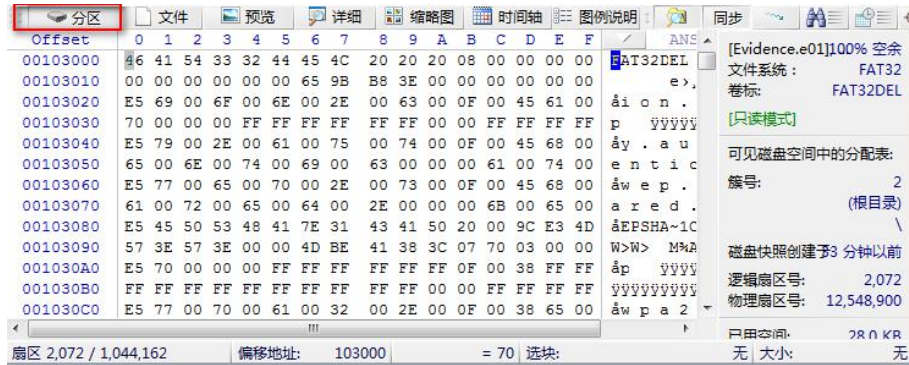 分区 文件 预览 详细 缩略图 时间轴 图例说明 同步
Offset 0 1 2 3 4 5 6 7 8 9 A B C D E F ANS
00103000 46 41 54 33 32 44 45 4C 20 20 20 08 00 00 00 00 FAT32DEL
00103010 00 00 00 00 00 00 65 9B B8 3E 00 00 00 00 00 00 e›,
00103020 E5 69 00 6F 00 6E 00 2E 00 63 00 0F 00 45 61 00 åi o n .
00103030 70 00 00 00 FF FF FF FF FF FF 00 00 FF FF FF FF p ÿÿÿÿÿ
00103040 E5 79 00 2E 00 61 00 75 00 74 00 0F 00 45 68 00 åy . a u
00103050 65 00 6E 00 74 00 69 00 63 00 00 00 61 00 74 00 e n t i c
00103060 E5 77 00 65 00 70 00 2E 00 73 00 0F 00 45 68 00 åw e p .
00103070 61 00 72 00 65 00 64 00 2E 00 00 00 6B 00 65 00 a r e d .
00103080 E5 45 50 53 48 41 7E 31 43 41 50 20 00 9C E3 4D åEPSHA~1C
00103090 57 3E 57 3E 00 00 4D BE 41 38 3C 07 70 03 00 00 W>W> M¾A
001030A0 E5 70 00 00 00 FF FF FF FF FF FF 0F 00 38 FF FF åp ÿÿÿÿ
001030B0 FF FF FF FF FF FF FF FF FF FF 00 00 FF FF FF FF ÿÿÿÿÿÿÿÿÿ
001030C0 E5 77 00 70 00 61 00 32 00 2E 00 0F 00 38 65 00 åw p a 2
[Evidence.e01] 100% 空余
文件系统: FAT32
卷标: FAT32DEL
[只读模式]
可见磁盘空间中的分配表:
簇号: 2
(根目录)
\
磁盘快照创建于 53 分钟以前
逻辑扇区号: 2,072
物理扇区号: 12,548,900
已用空间: 28.0 KB
扇区 2,072 / 1,044,162 偏移地址: 103000 = 70 选块: 无 大小: 无